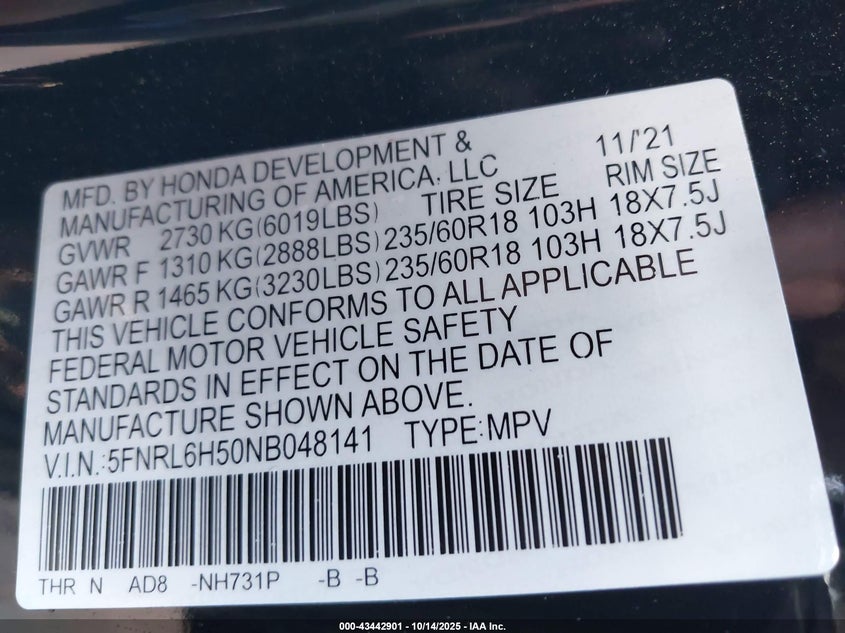 MFD. BY HONDA DEVELOPMENT & 11/'21
MANUFACTURING OF AMERICA, LLC RIM SIZE
GVWR 2730 KG(6019LBS) TIRE SIZE
GAWR F 1310 KG(2888LBS) 235/60R18 103H 18X7.5J
GAWR R 1465 KG(3230LBS) 235/60R18 103H 18X7.5J
THIS VEHICLE CONFORMS TO ALL APPLICABLE
FEDERAL MOTOR VEHICLE SAFETY
STANDARDS IN EFFECT ON THE DATE OF
MANUFACTURE SHOWN ABOVE.
V.I.N.:5FNRL6H50NB048141 TYPE:MPV
THR N AD8 -NH731P -B -B
000-43442901 - 10/14/2025 - IAA Inc.